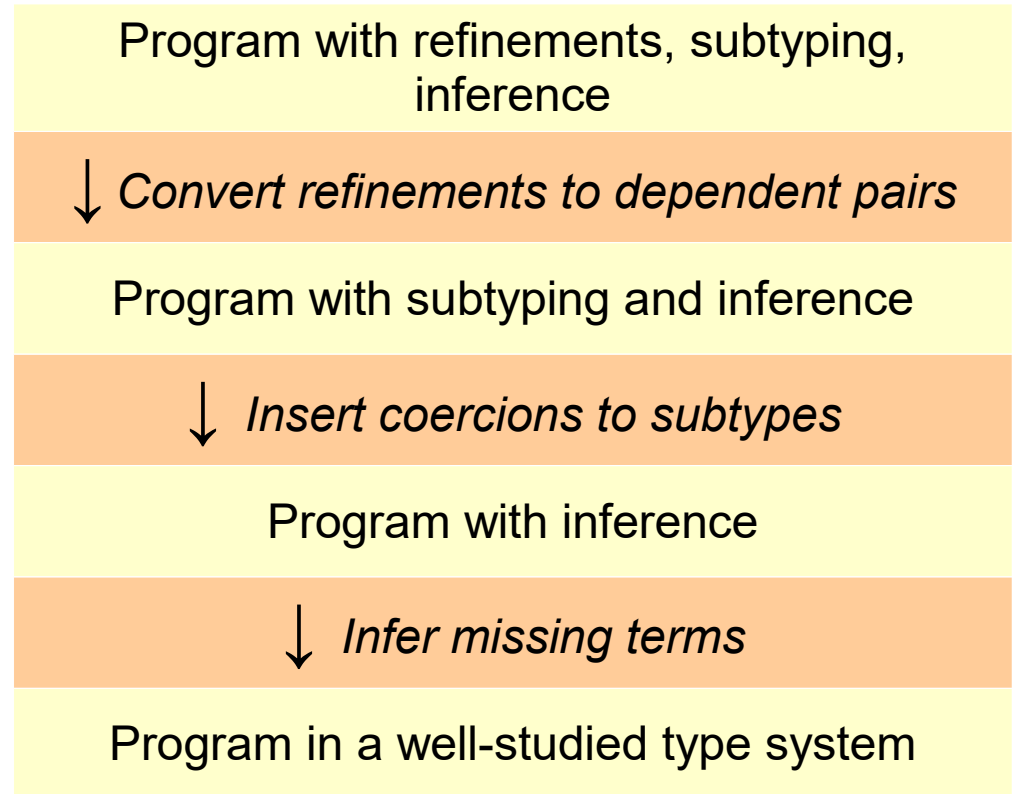 Program with refinements, subtyping,
inference
↓ Convert refinements to dependent pairs
Program with subtyping and inference
↓ Insert coercions to subtypes
Program with inference
↓ Infer missing terms
Program in a well-studied type system